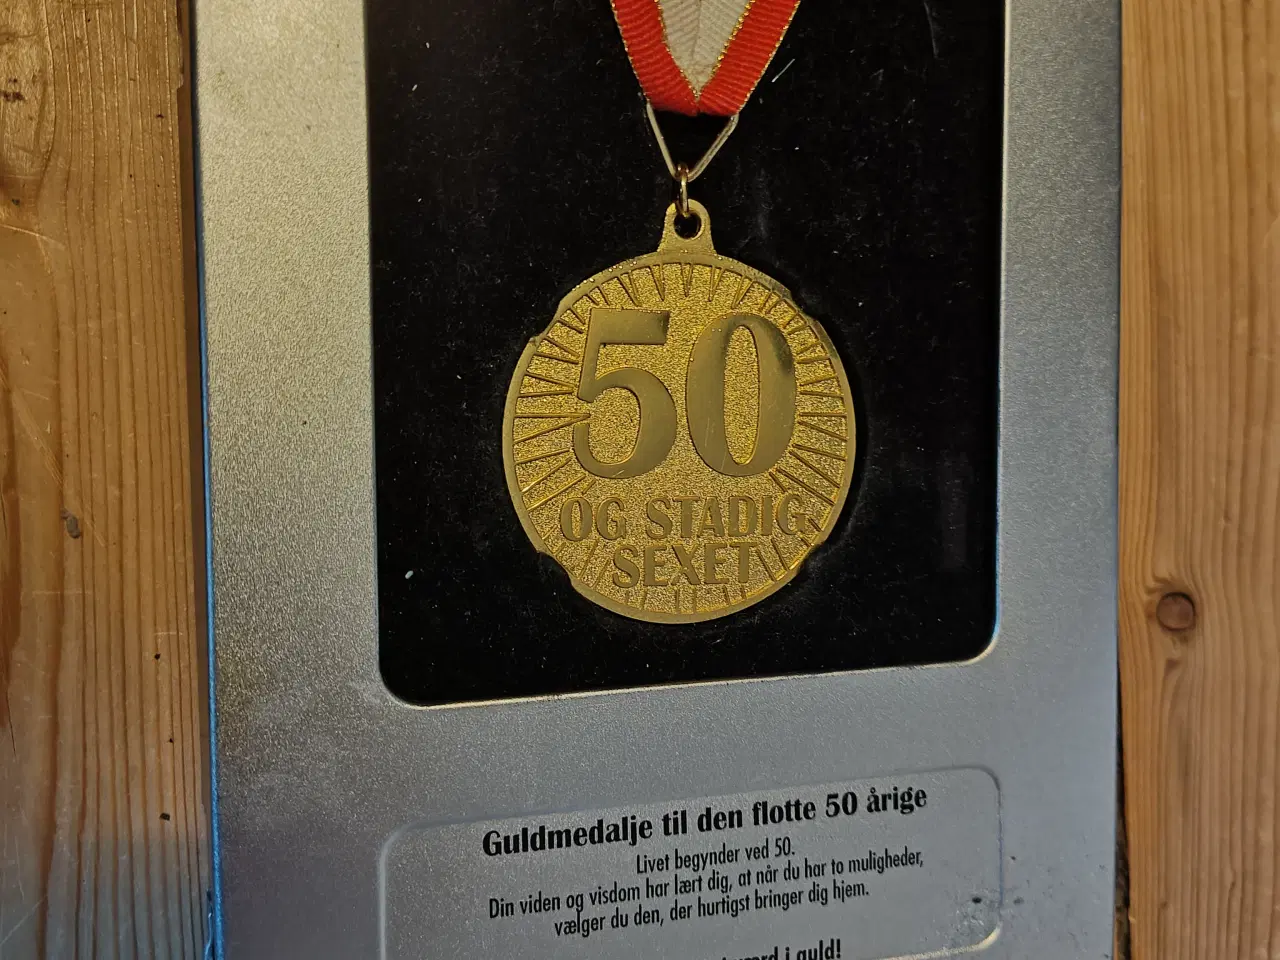 50
OG STADIG
SEXET
Guldmedalje til den flotte 50 årige
Livet begynder ved 50.
Din viden og visdom har lært dig, at når du har to muligheder,
vælger du den, der hurtigst bringer dig hjem.
i guld!